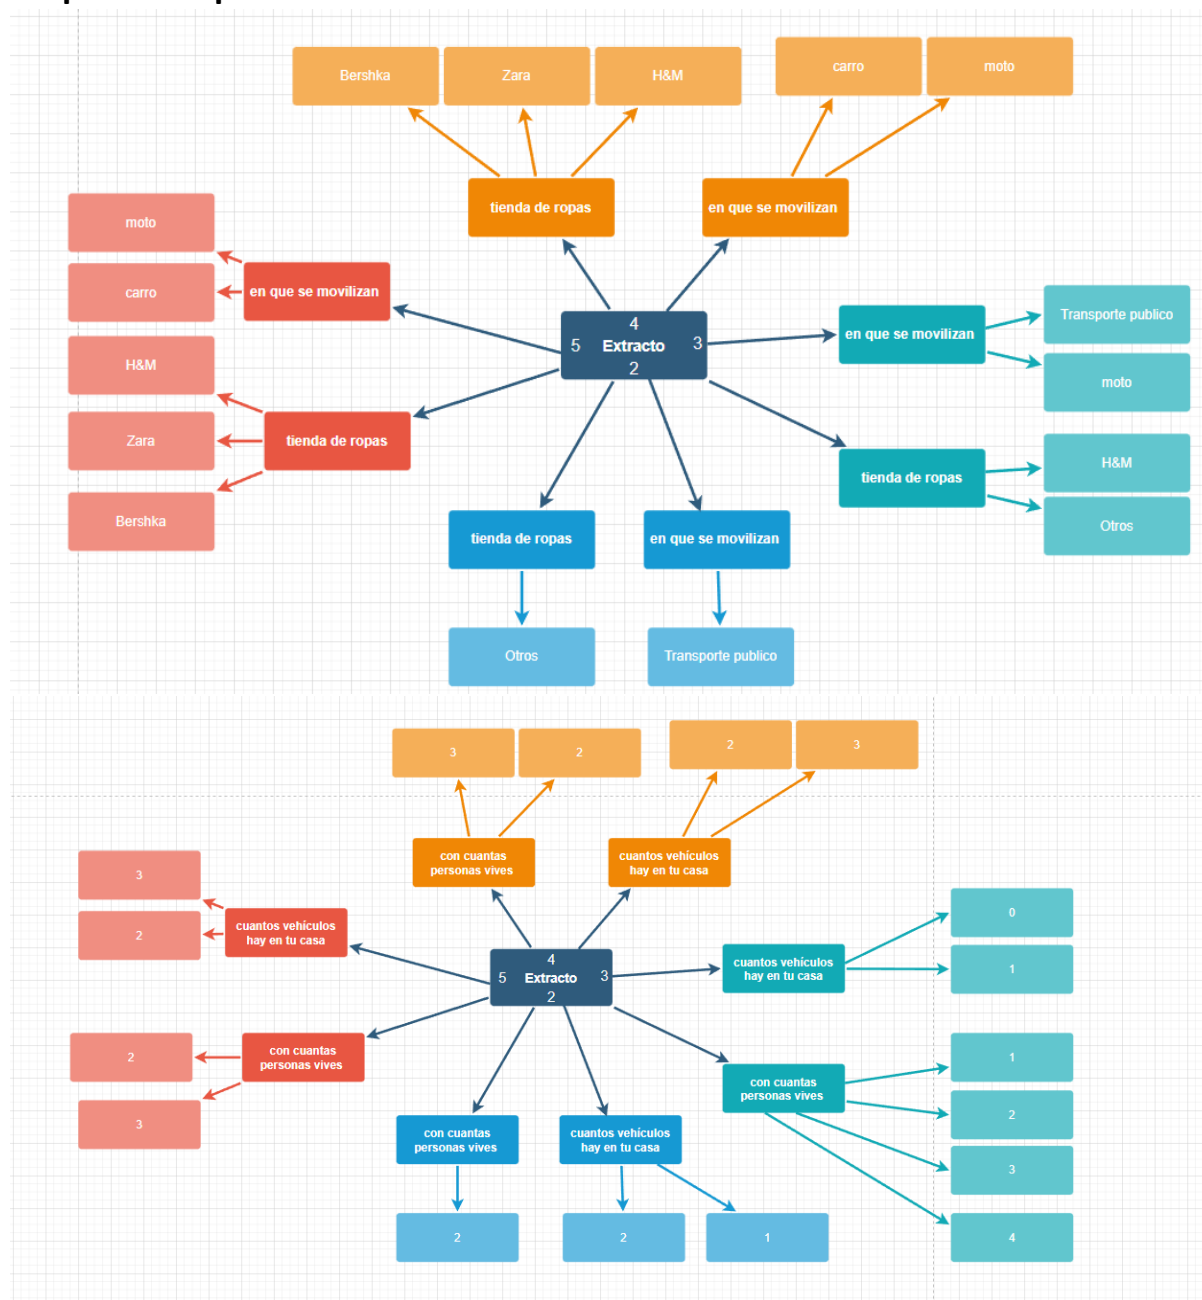 Bershka
Zara
H&M
carro
moto
tienda de ropas
en que se movilizan
moto
carro
en que se movilizan
H&M
Zara
Bershka
tienda de ropas
4
5
Extracto
3
2
en que se movilizan
Transporte publico
moto
tienda de ropas
H&M
Otros
tienda de ropas
en que se movilizan
Otros
Transporte publico
3
2
2
3
con cuantas
personas vives
cuantos vehículos
hay en tu casa
3
2
cuantos vehículos
hay en tu casa
4
5
Extracto
3
2
cuantos vehículos
hay en tu casa
0
1
2
3
con cuantas
personas vives
con cuantas
personas vives
1
2
3
4
con cuantas
personas vives
cuantos vehículos
hay en tu casa
2
2
1